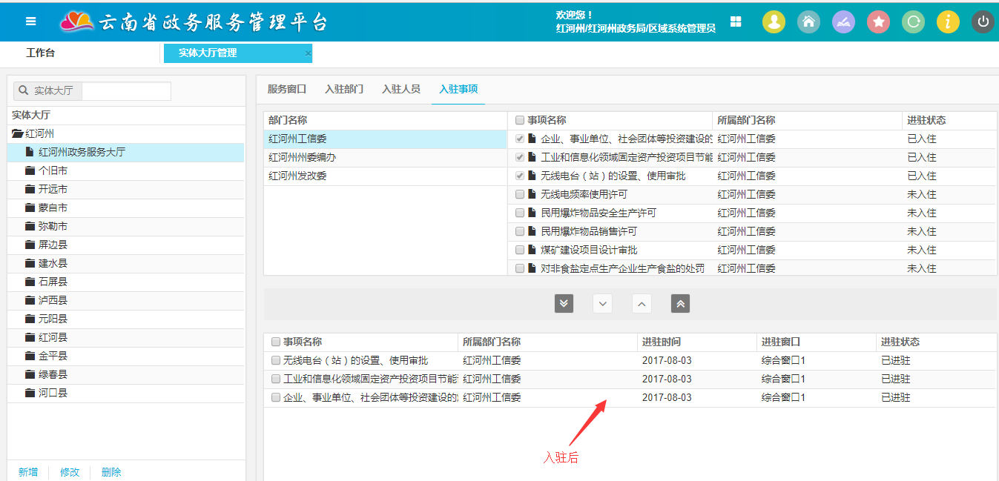 云南省政务服务管理平台
欢迎您！
红河州/红河州政务局/区域系统管理员
工作台
实体大厅管理 ×
实体大厅
实体大厅
红河州
红河州政务服务大厅
个旧市
开远市
蒙自市
弥勒市
屏边县
建水县
石屏县
泸西县
元阳县
红河县
金平县
绿春县
河口县
新增 修改 删除
服务窗口 入驻部门 入驻人员 入驻事项
部门名称
红河州工信委
红河州州委编办
红河州发改委
事项名称 所属部门名称 进驻状态
企业、事业单位、社会团体等投资建设的 红河州工信委 已入住
工业和信息化领域固定资产投资项目节能 红河州工信委 已入住
无线电台（站）的设置、使用审批 红河州工信委 已入住
无线电频率使用许可 红河州工信委 未入住
民用爆炸物品安全生产许可 红河州工信委 未入住
民用爆炸物品销售许可 红河州工信委 未入住
煤矿建设项目设计审批 红河州工信委 未入住
对非食盐定点生产企业生产食盐的处罚 红河州工信委 未入住
事项名称 所属部门名称 进驻时间 进驻窗口 进驻状态
无线电台（站）的设置、使用审批 红河州工信委 2017-08-03 综合窗口1 已进驻
工业和信息化领域固定资产投资项目节能 红河州工信委 2017-08-03 综合窗口1 已进驻
企业、事业单位、社会团体等投资建设的 红河州工信委 2017-08-03 综合窗口1 已进驻
入驻后